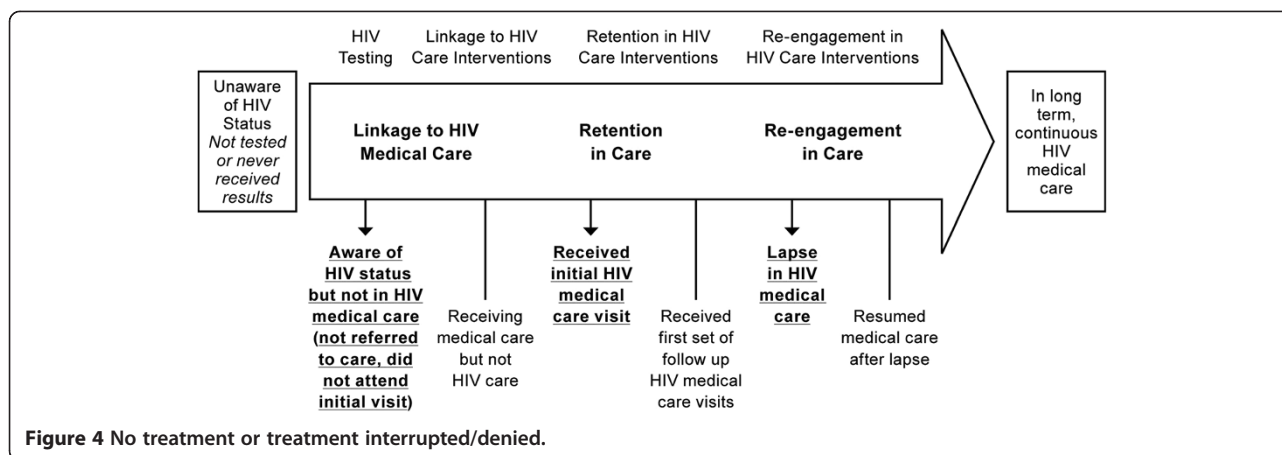 HIV
Testing
Linkage to HIV
Care Interventions
Retention in HIV
Care Interventions
Re-engagement in
HIV Care Interventions
Unaware
of HIV
Status
Not tested
or never
received
results
Linkage to HIV
Medical Care
Retention
in Care
Re-engagement
in Care
In long
term,
continuous
HIV
medical
care
Aware of
HIV status
but not in HIV
medical care
(not referred
to care, did
not attend
initial visit)
Receiving
medical care
but not
HIV care
Received
initial HIV
medical
care visit
Received
first set of
follow up
HIV medical
care visits
Lapse
in HIV
medical
care
Resumed
medical care
after lapse
Figure 4 No treatment or treatment interrupted/denied.